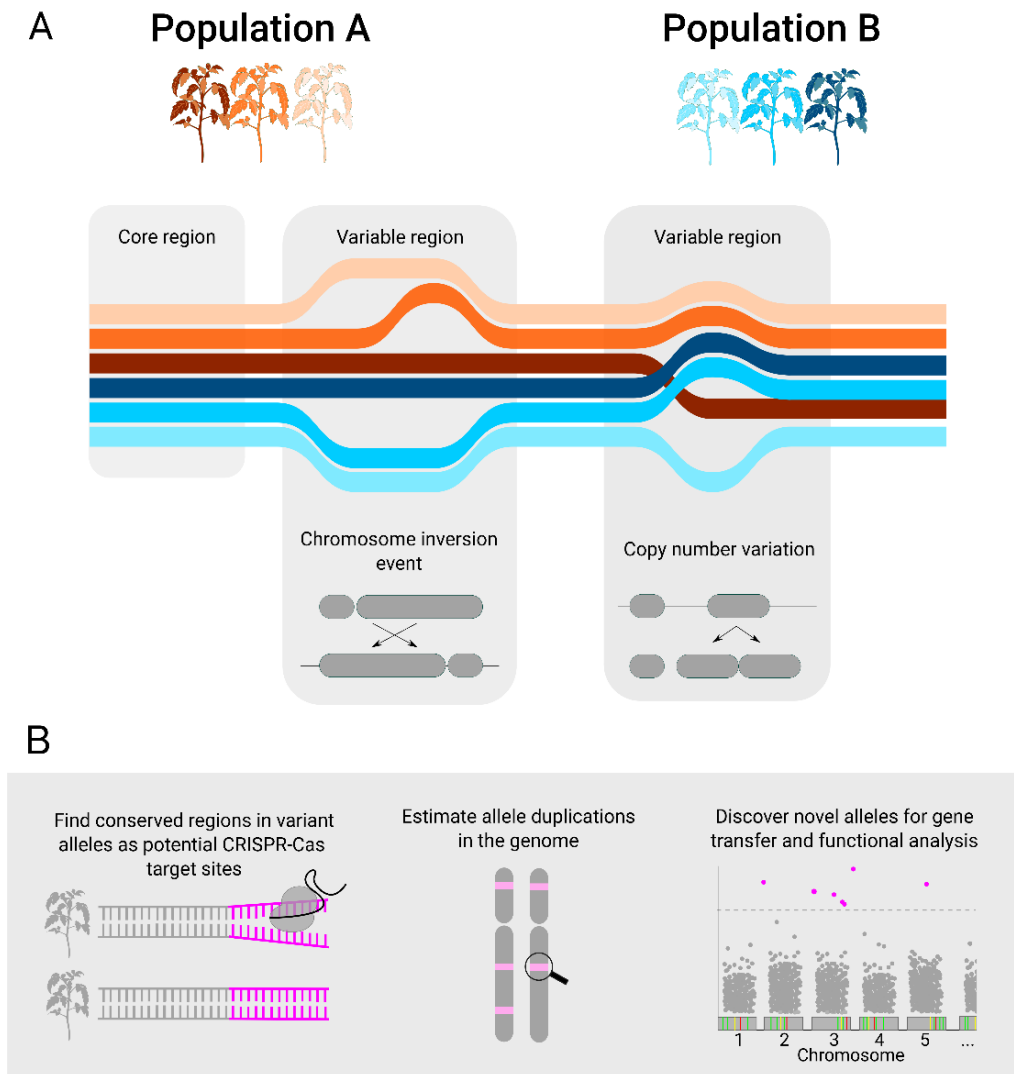 A
Population A
Population B
Core region
Variable region
Variable region
Chromosome inversion
event
Copy number variation
B
Find conserved regions in variant
alleles as potential CRISPR-Cas
target sites
Estimate allele duplications
in the genome
Discover novel alleles for gene
transfer and functional analysis
1 2 3 4 5 ...
Chromosome